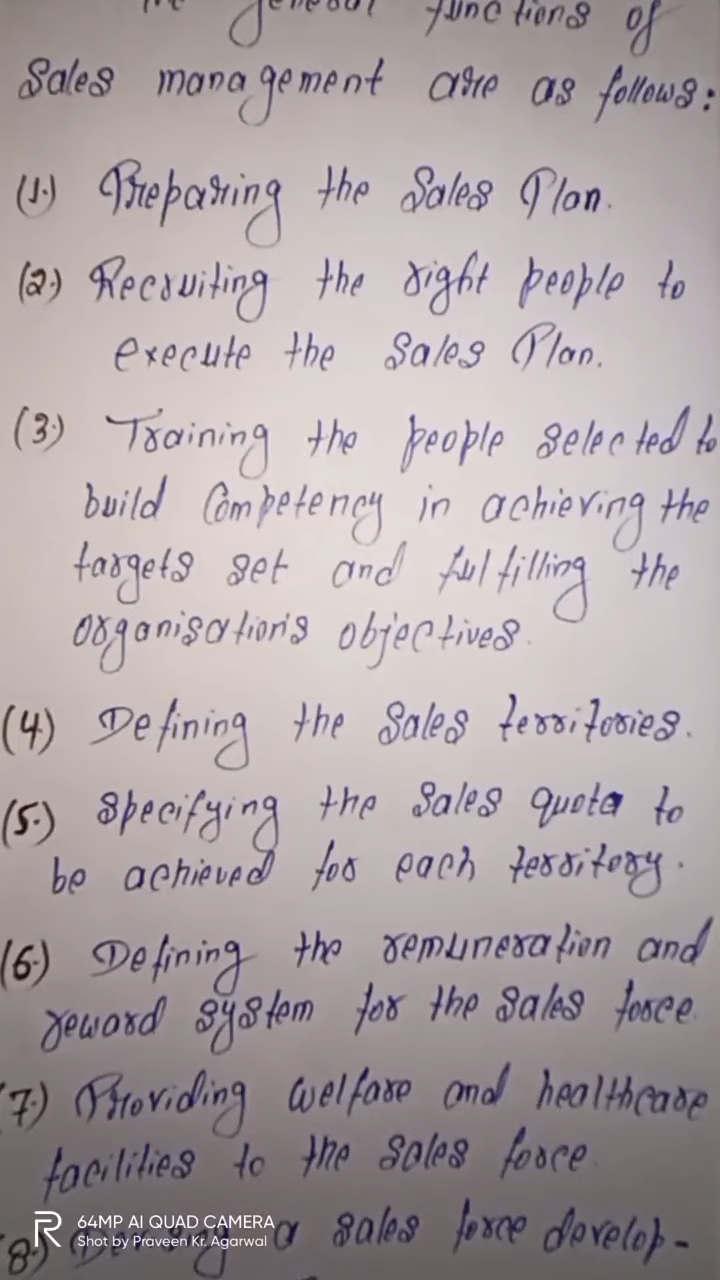 The general functions of
Sales management are as follows:
(1.) Preparing the Sales Plan.
(2.) Recruiting the right people to
execute the Sales Plan.
(3.) Training the people selected to
build Competency in achieving the
targets set and fulfilling the
organisation's objectives.
(4) Defining the Sales territories.
(5.) Specifying the Sales quota to
be achieved for each territory.
(6.) Defining the remuneration and
reward system for the Sales force.
(7.) Providing welfare and healthcare
facilities to the Sales force.
(8.) a sales force develop-
64MP AI QUAD CAMERA
Shot by Praveen Kr. Agarwal